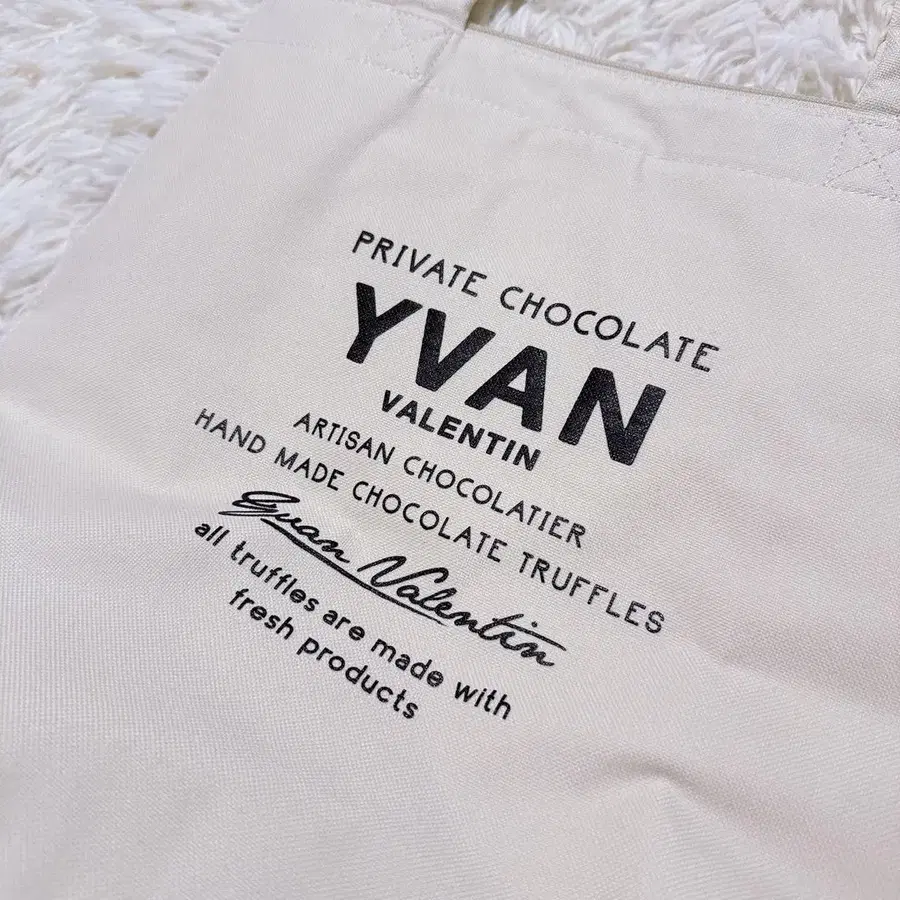 PRIVATE CHOCOLATE
YVAN
VALENTIN
ARTISAN CHOCOLATIER
HAND MADE CHOCOLATE TRUFFLES
Yvan Valentin
all truffles are made with
fresh products